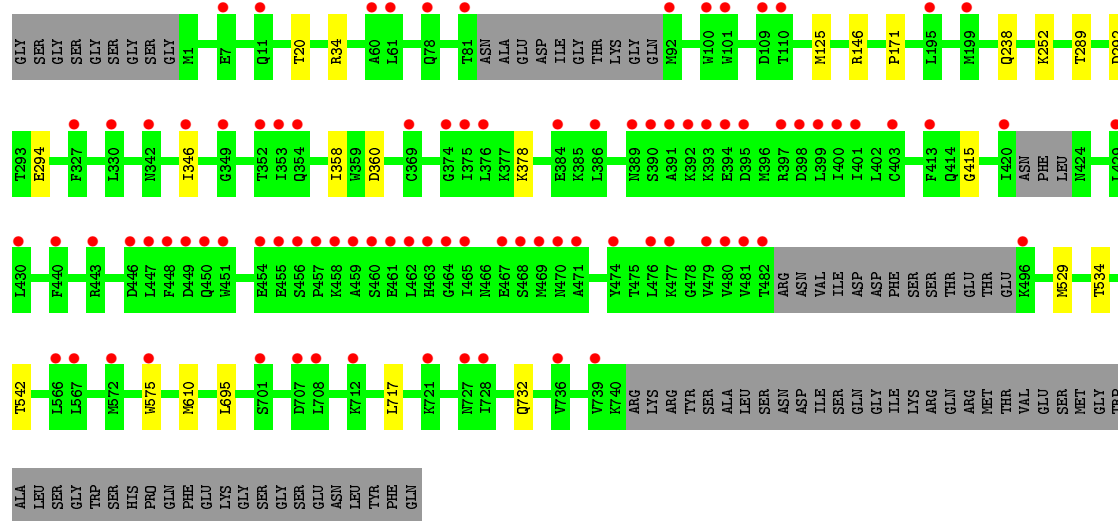 GLY SER GLY SER GLY SER GLY SER GLY M1 E7 Q11 T20 R34 A60 L61 Q78 T81 ASN ALA GLU ASP ILE GLY THR LYS GLY GLN M92 W100 W101 D109 T110 M125 R146 P171 L195 M199 Q238 K252 T289 D292
T293 E294 F327 L330 N342 I346 G349 T352 I353 Q354 I358 W359 D360 C369 G374 I375 L376 K377 K378 E384 K385 L386 N389 S390 A391 K392 K393 E394 D395 M396 R397 D398 L399 I400 I401 L402 C403 F413 Q414 G415 I420 ASN PHE LEU N424 L429
L430 F440 R443 D446 L447 F448 D449 Q450 W451 E454 E455 S456 P457 K458 A459 S460 E461 L462 H463 G464 I465 N466 E467 S468 M469 N470 A471 Y474 T475 L476 K477 G478 V479 V480 V481 T482 ARG ASN VAL ILE ASP ASP PHE SER SER THR GLU THR GLU K496 M529 T534
T542 L566 L567 M572 W575 M610 L695 S701 D707 L708 K712 L717 K721 N727 I728 Q732 V736 V739 K740 ARG LYS ARG TYR SER ALA LEU SER ASN ASP ILE SER GLN GLY ILE LYS ARG GLN ARG MET THR VAL GLU SER MET GLY TRP
ALA LEU SER GLY TRP SER HIS PRO GLN PHE GLU LYS GLY SER GLY SER GLU ASN LEU TYR PHE GLN